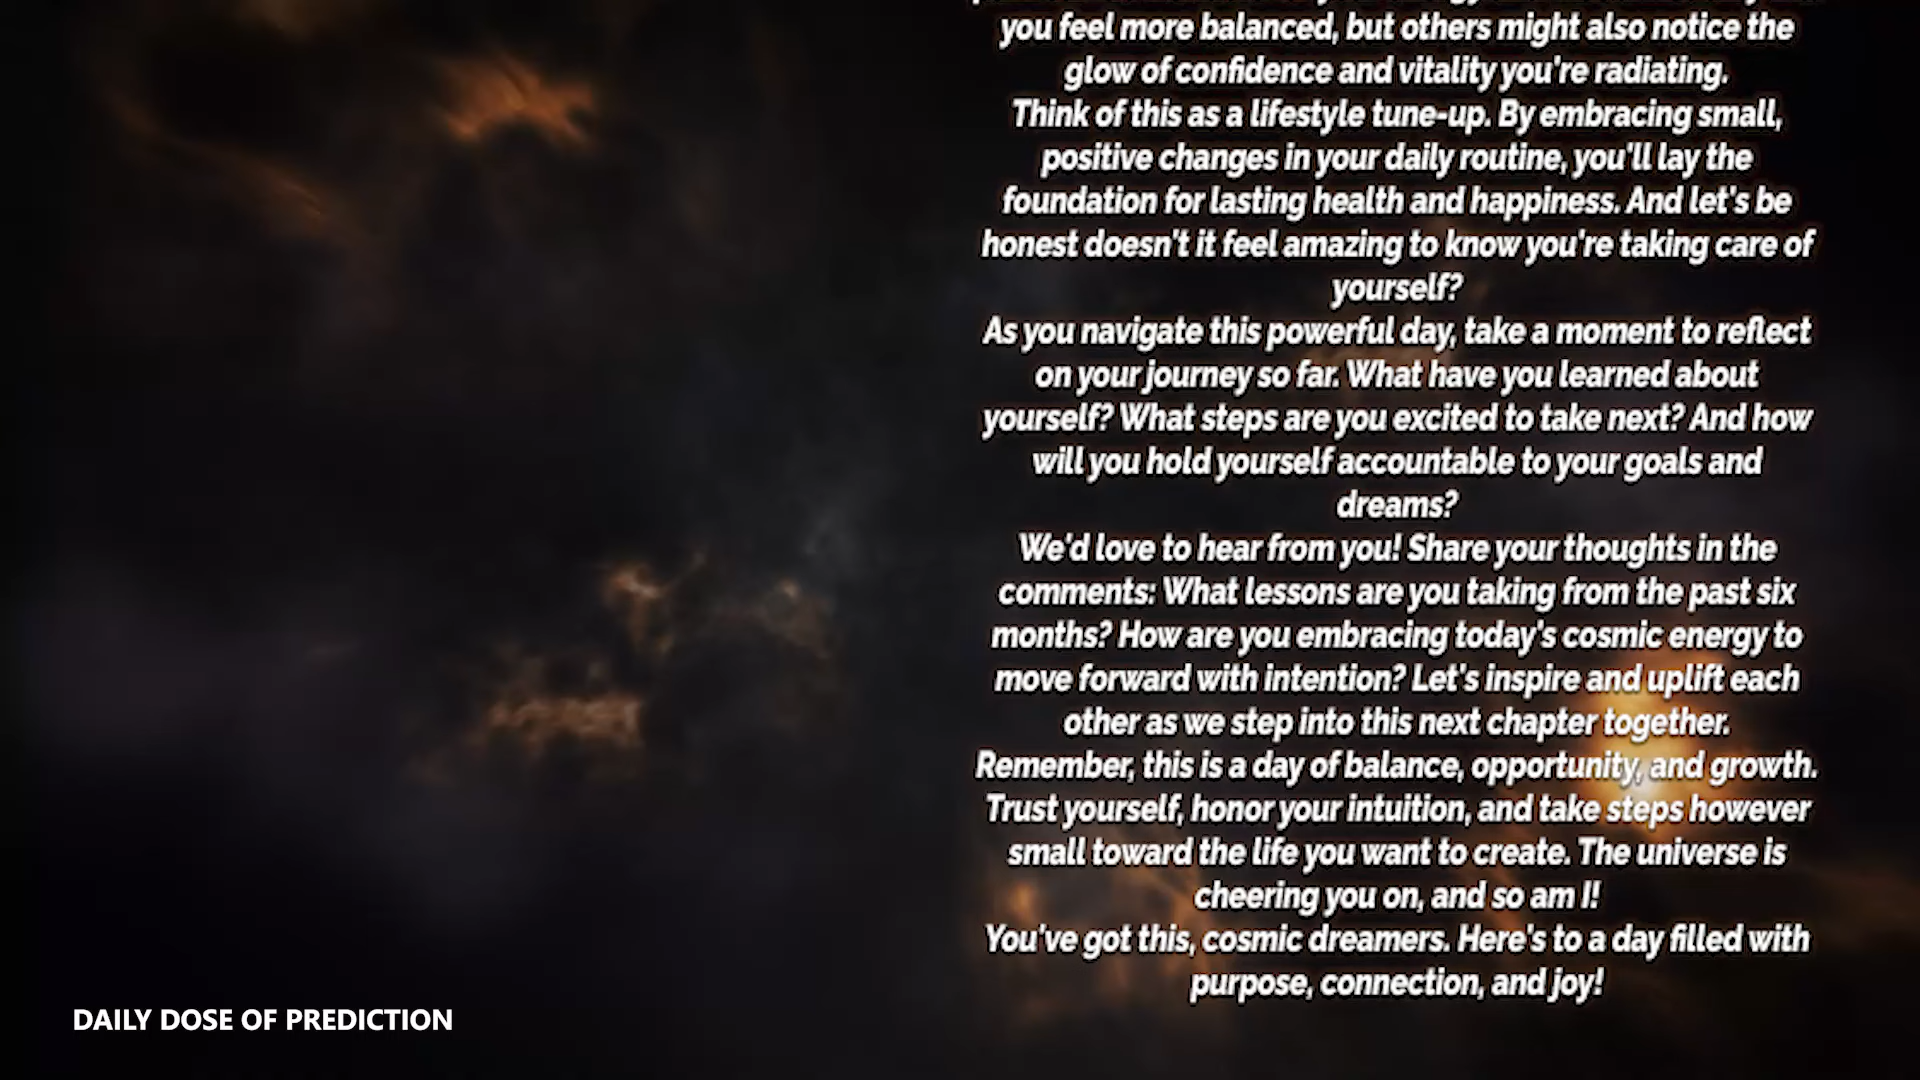 you feel more balanced, but others might also notice the
glow of confidence and vitality you're radiating.
Think of this as a lifestyle tune-up. By embracing small,
positive changes in your daily routine, you'll lay the
foundation for lasting health and happiness. And let's be
honest doesn't it feel amazing to know you're taking care of
yourself?
As you navigate this powerful day, take a moment to reflect
on your journey so far. What have you learned about
yourself? What steps are you excited to take next? And how
will you hold yourself accountable to your goals and
dreams?
We'd love to hear from you! Share your thoughts in the
comments: What lessons are you taking from the past six
months? How are you embracing today's cosmic energy to
move forward with intention? Let's inspire and uplift each
other as we step into this next chapter together.
Remember, this is a day of balance, opportunity, and growth.
Trust yourself, honor your intuition, and take steps however
small toward the life you want to create. The universe is
cheering you on, and so am I!
You've got this, cosmic dreamers. Here's to a day filled with
purpose, connection, and joy!
DAILY DOSE OF PREDICTION